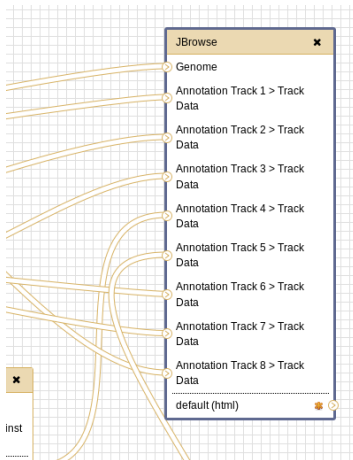 JBrowse
Genome
Annotation Track 1 > Track
Data
Annotation Track 2 > Track
Data
Annotation Track 3 > Track
Data
Annotation Track 4 > Track
Data
Annotation Track 5 > Track
Data
Annotation Track 6 > Track
Data
Annotation Track 7 > Track
Data
Annotation Track 8 > Track
Data
default (html)
inst